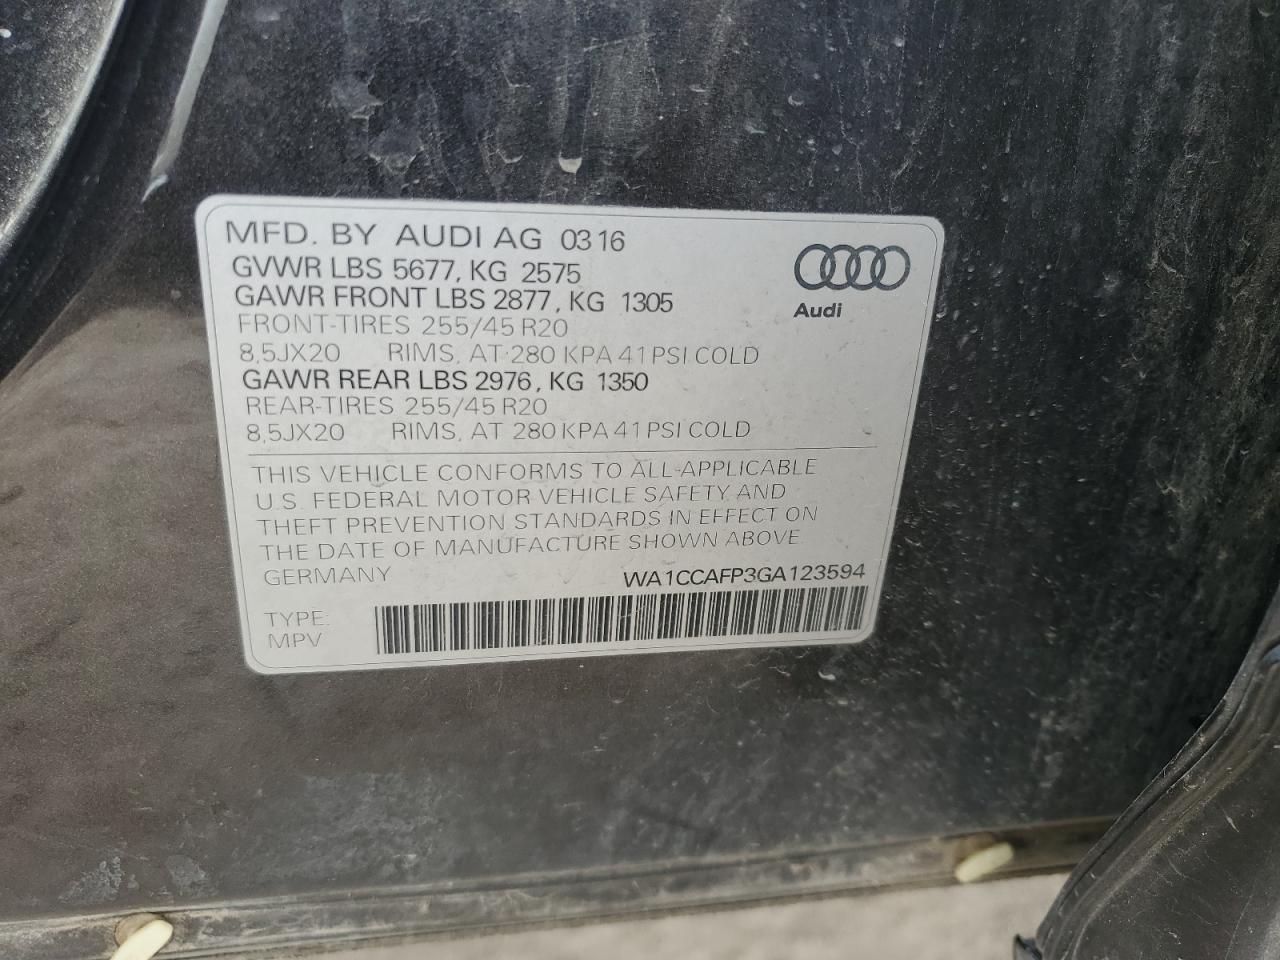 MFD. BY AUDI AG 03 16
GVWR LBS 5677, KG 2575
GAWR FRONT LBS 2877, KG 1305
FRONT-TIRES 255/45 R20
8,5JX20 RIMS, AT 280 KPA 41 PSI COLD
GAWR REAR LBS 2976, KG 1350
REAR-TIRES 255/45 R20
8,5JX20 RIMS, AT 280 KPA 41 PSI COLD
Audi
THIS VEHICLE CONFORMS TO ALL APPLICABLE
U.S. FEDERAL MOTOR VEHICLE SAFETY AND
THEFT PREVENTION STANDARDS IN EFFECT ON
THE DATE OF MANUFACTURE SHOWN ABOVE.
GERMANY WA1CCAFP3GA123594
TYPE:
MPV